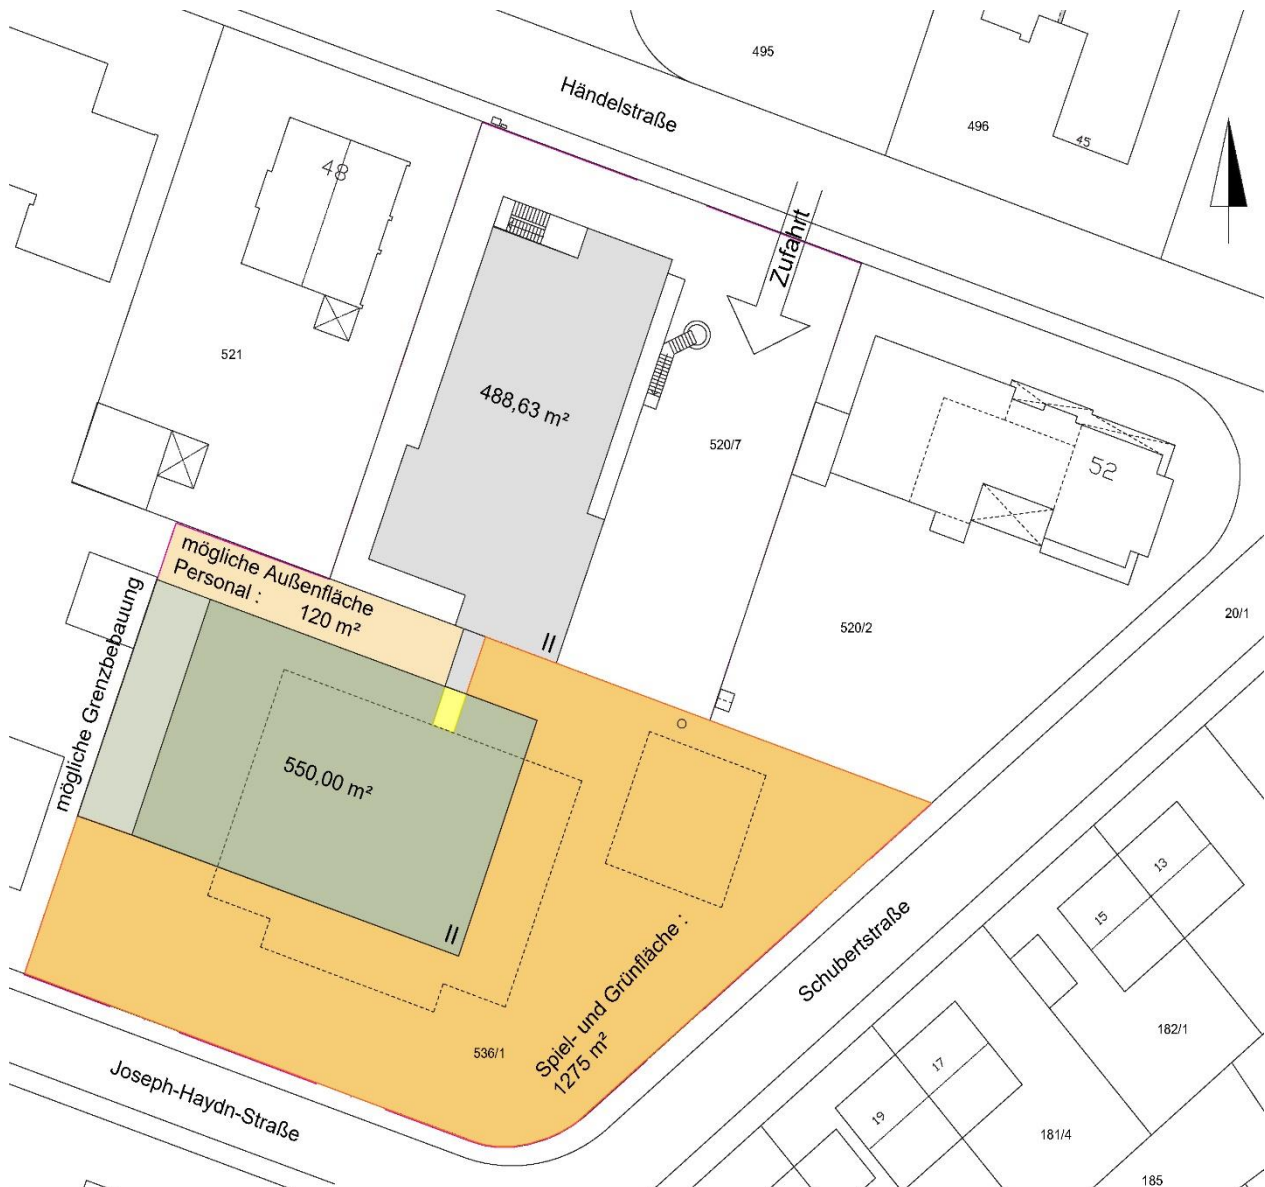 495
Händelstraße
496
45
48
Zufahrt
521
488,63 m²
520/7
52
mögliche Außenfläche
Personal : 120 m²
520/2
20/1
II
mögliche Grenzbebauung
550,00 m²
II
13
15
Schubertstraße
Spiel- und Grünfläche :
1275 m²
536/1
182/1
17
19
Joseph-Haydn-Straße
181/4
185